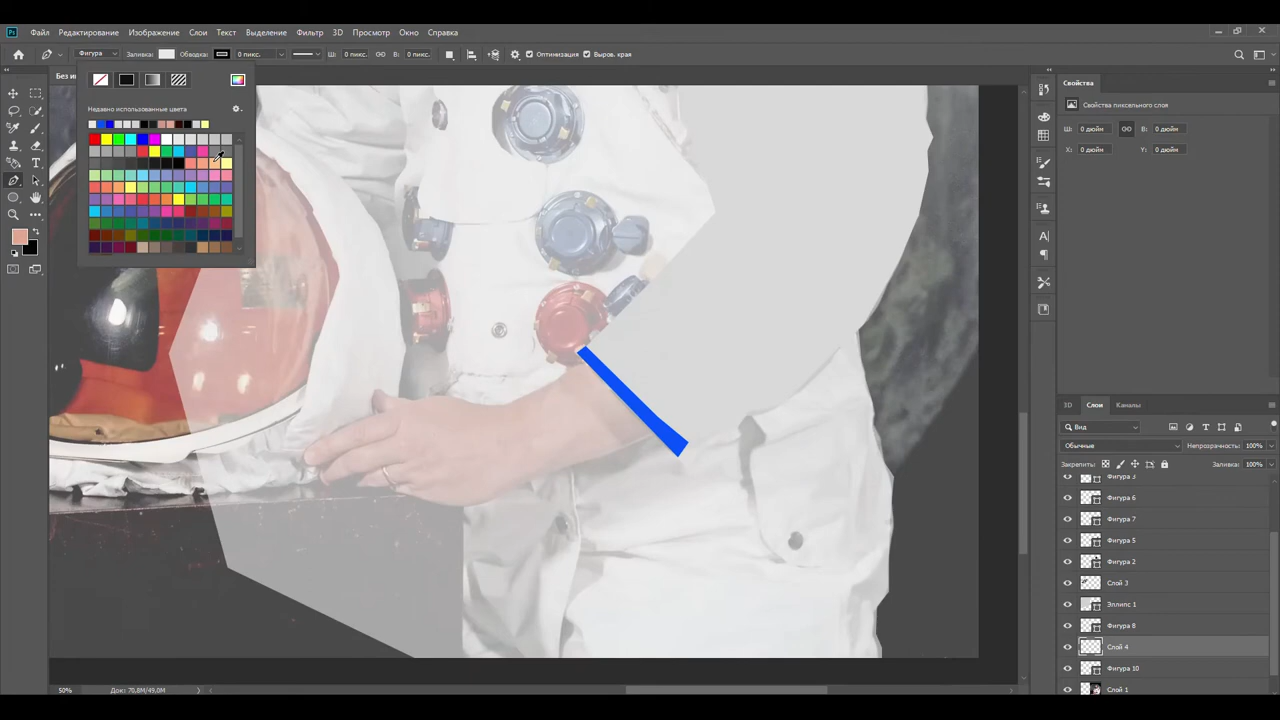 Файл Редактирование Изображение Слои Текст Выделение Фильтр 3D Просмотр Окно Справка
Фигура Заливка: Обводка: 0 пикс. Ш: 0 пикс. В: 0 пикс. Оптимизация Выров. края
Без и
Свойства
Недавно использованные цвета
Свойства пиксельного слоя
Ш: 0 дюйм В: 0 дюйм
X: 0 дюйм Y: 0 дюйм
3D Слои Каналы
Вид
Обычные Непрозрачность: 100%
Закрепить: Заливка: 100%
Фигура 3
Фигура 6
Фигура 7
Фигура 5
Фигура 2
Слой 3
Эллипс 1
Фигура 8
Слой 4
Фигура 10
Слой 1
50% Док: 70,8M/49,0M